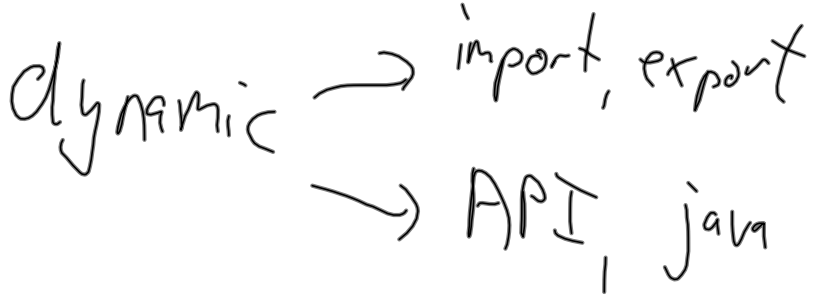 dynamic → import, export
→ API, java